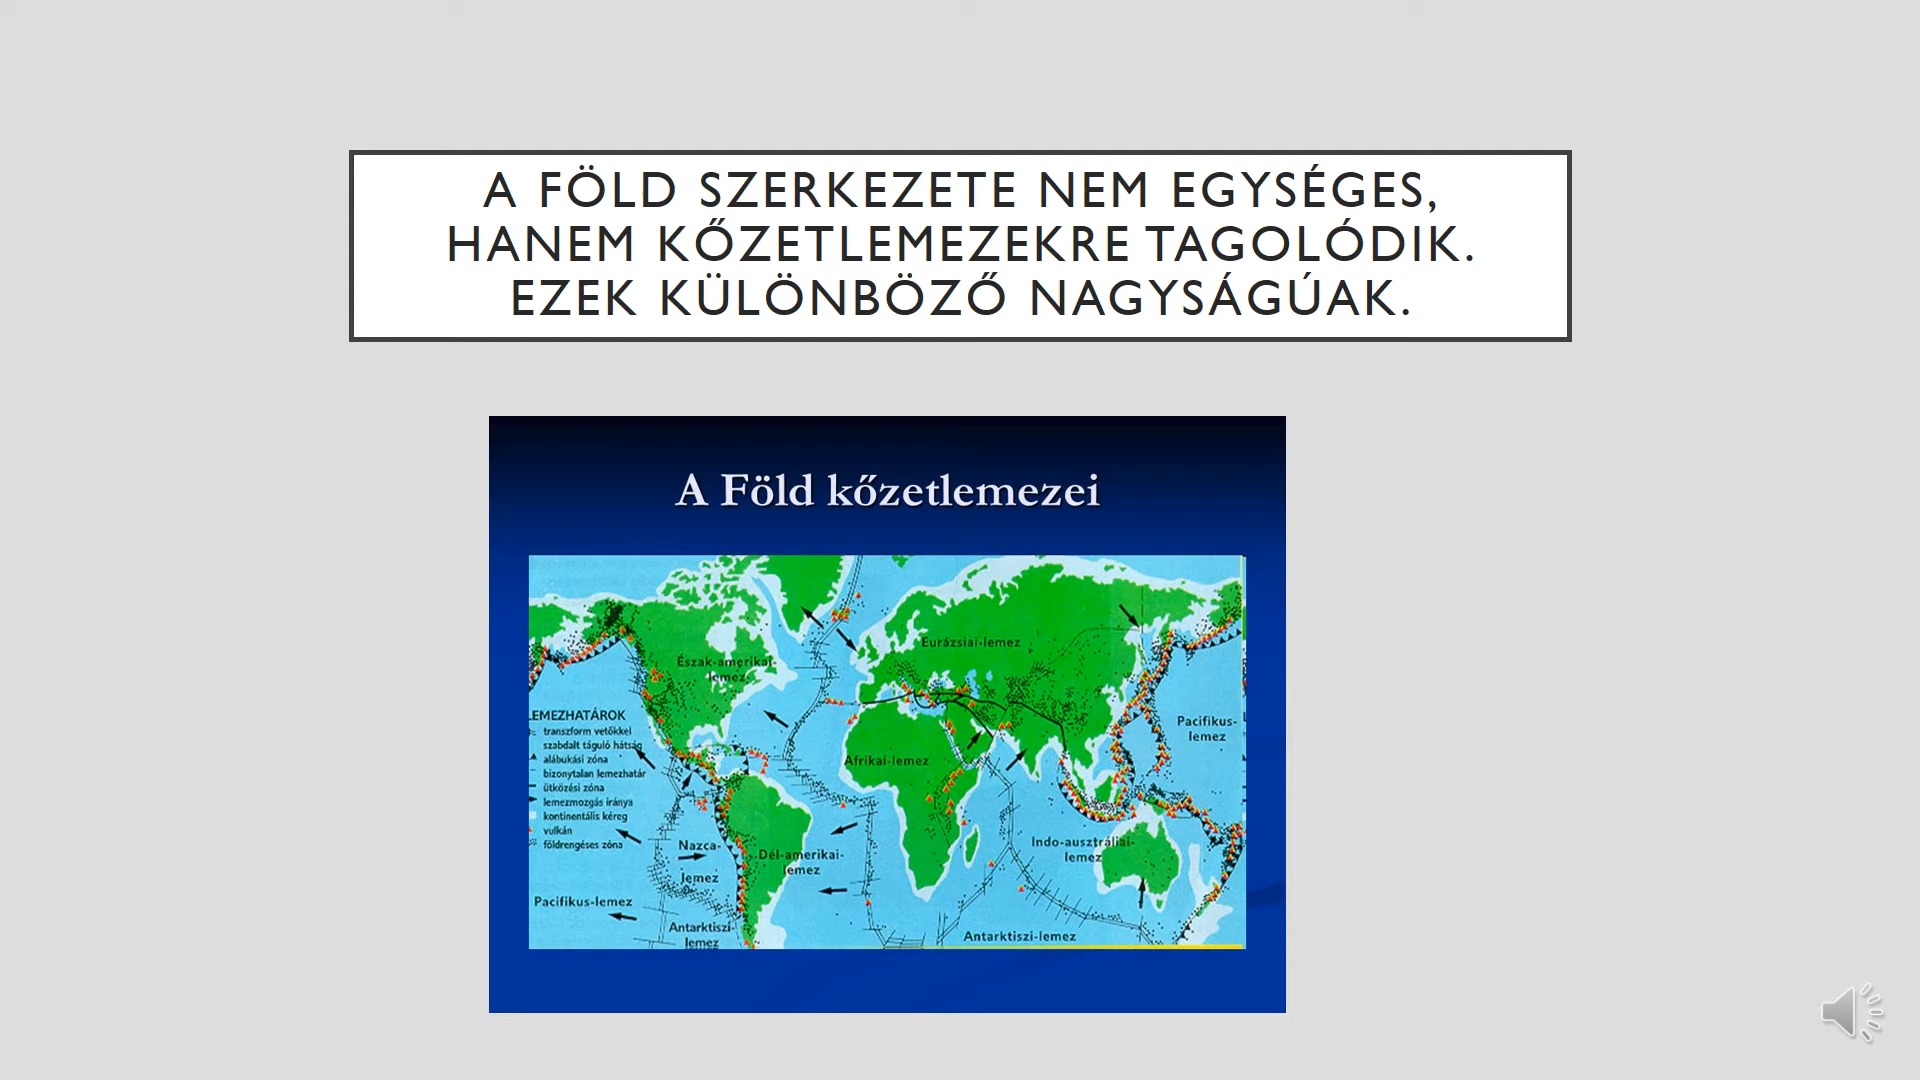 A FÖLD SZERKEZETE NEM EGYSÉGES,
HANEM KŐZETLEMEZEKRE TAGOLÓDIK.
EZEK KÜLÖNBÖZŐ NAGYSÁGÚAK.
A Föld kőzetlemezei
Eurázsiai-lemez
Észak-amerikai-
lemez
LEMEZHATÁROK
transzform vetőkkel
szabdalt táguló hátság
alábukási zóna
bizonytalan lemezhatár
ütközési zóna
lemezmozgás iránya
kontinentális kéreg
vulkán
földrengéses zóna
Pacifikus-
lemez
Afrikai-lemez
Nazca-
lemez
Dél-amerikai-
lemez
Indo-ausztráliai-
lemez
Pacifikus-lemez
Antarktiszi-
lemez
Antarktiszi-lemez